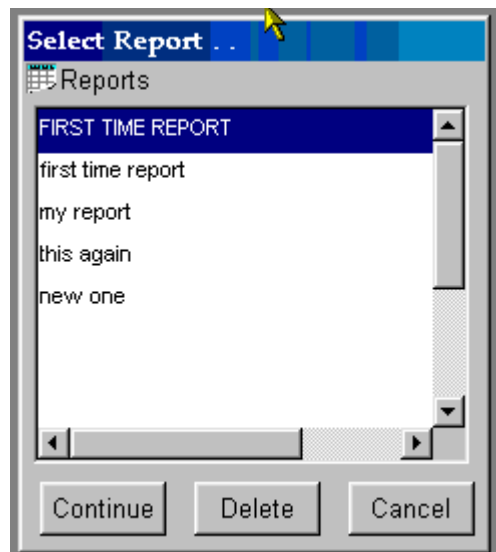 Select Report . .
Reports
FIRST TIME REPORT
first time report
my report
this again
new one
Continue Delete Cancel